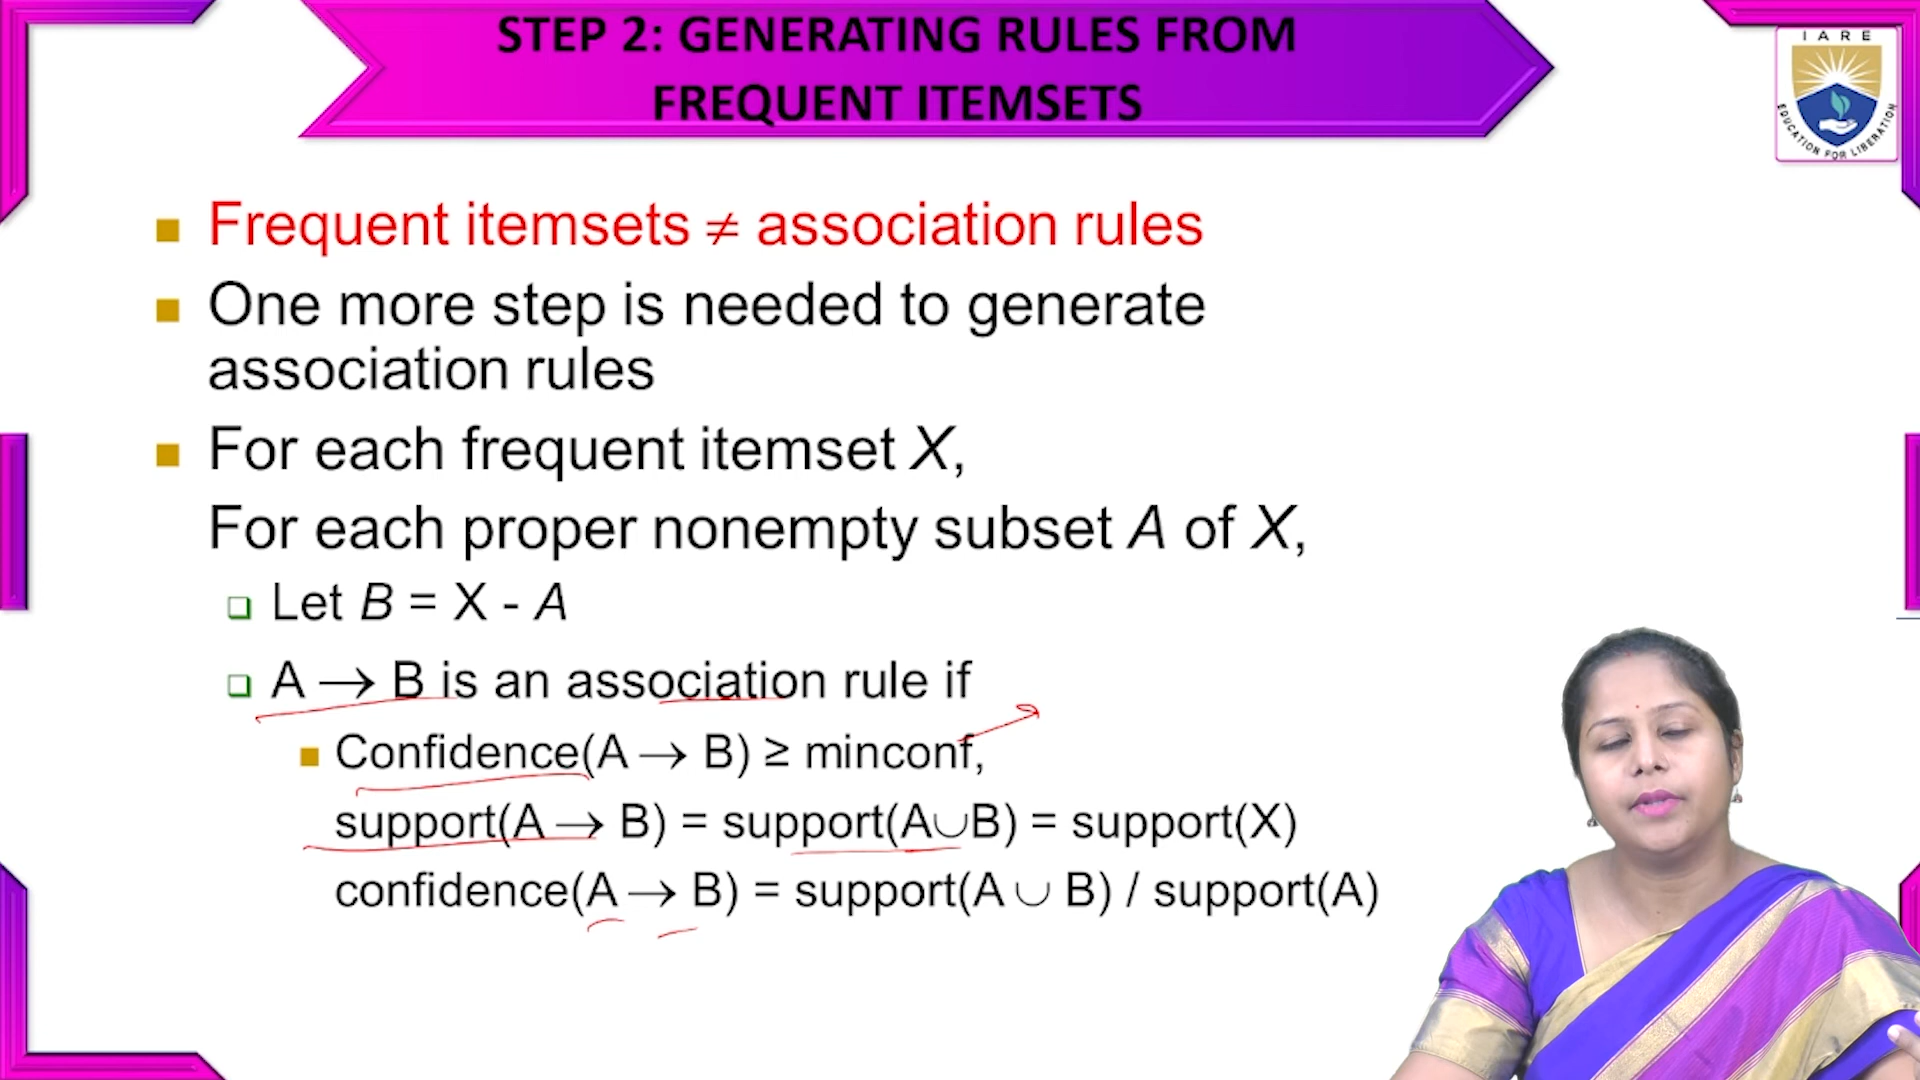 STEP 2: GENERATING RULES FROM
FREQUENT ITEMSETS
IARE
EDUCATION FOR LIBERATION
Frequent itemsets ≠ association rules
One more step is needed to generate
association rules
For each frequent itemset X,
For each proper nonempty subset A of X,
Let B = X - A
A → B is an association rule if
Confidence(A → B) ≥ minconf,
support(A → B) = support(A∪B) = support(X)
confidence(A → B) = support(A ∪ B) / support(A)